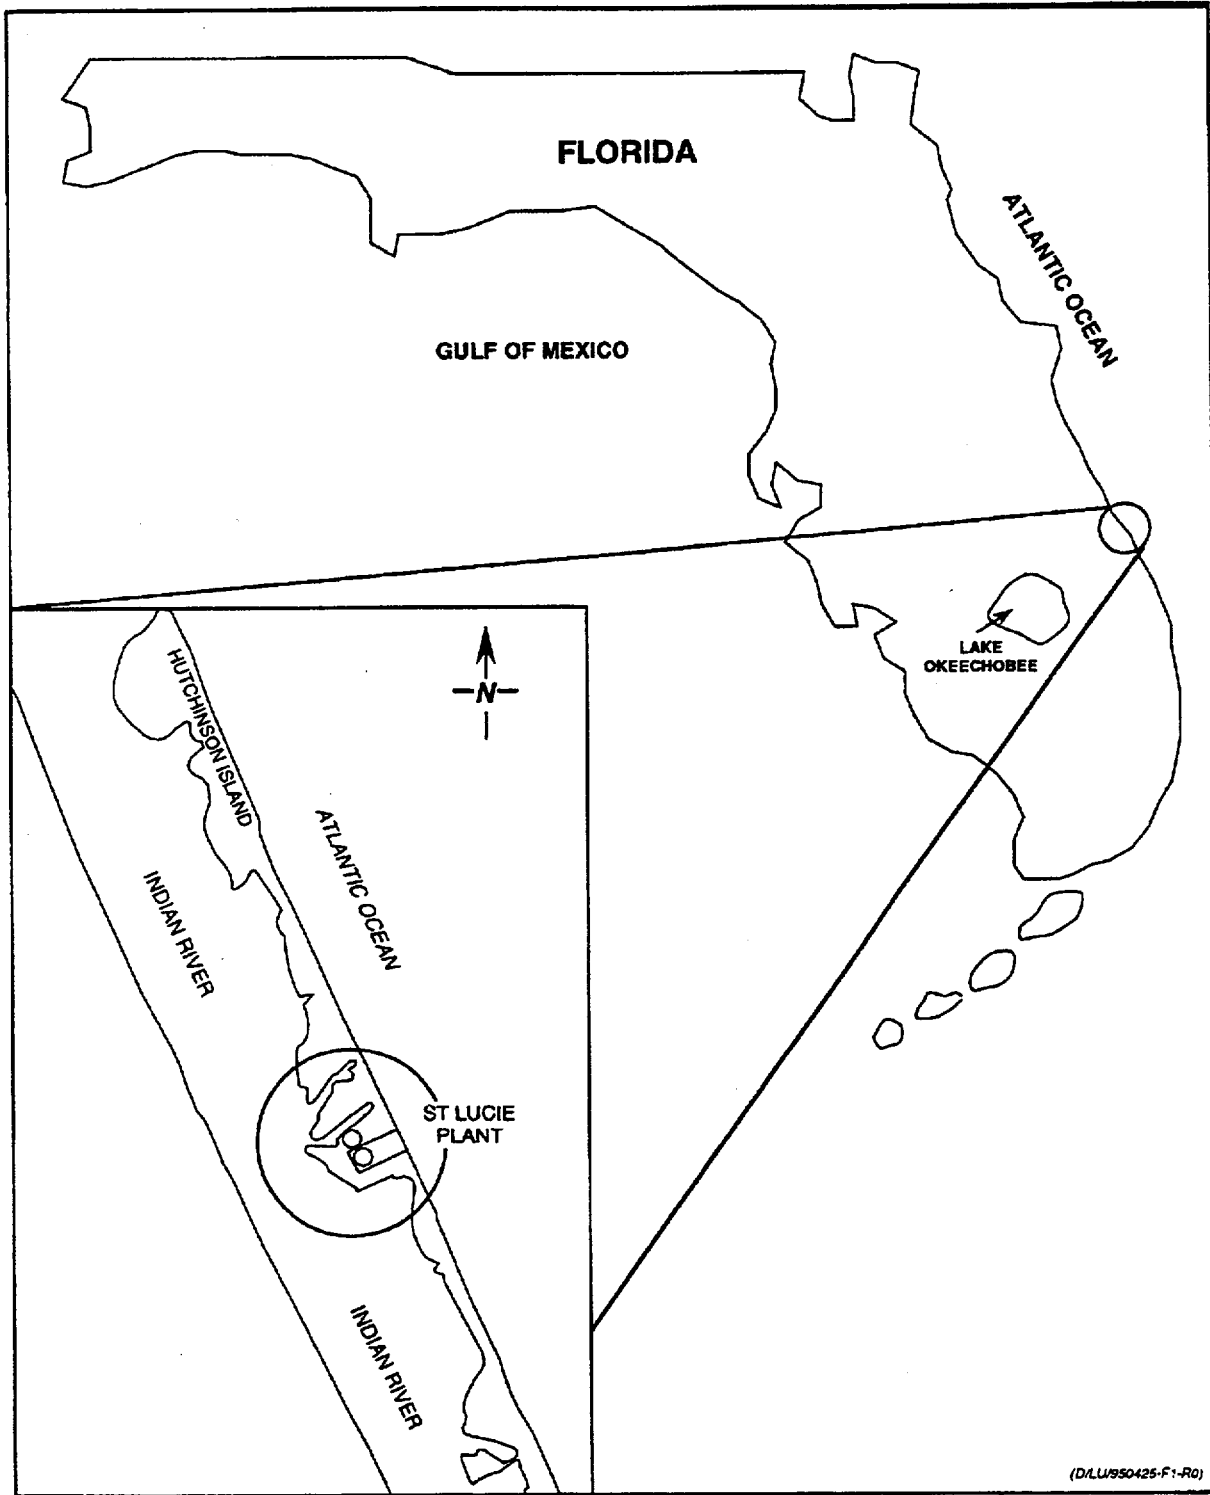 FLORIDA
ATLANTIC OCEAN
GULF OF MEXICO
LAKE
OKEECHOBEE
HUTCHINSON ISLAND
N
ATLANTIC OCEAN
INDIAN RIVER
ST LUCIE
PLANT
INDIAN RIVER
(D/LU/950425-F1-R0)